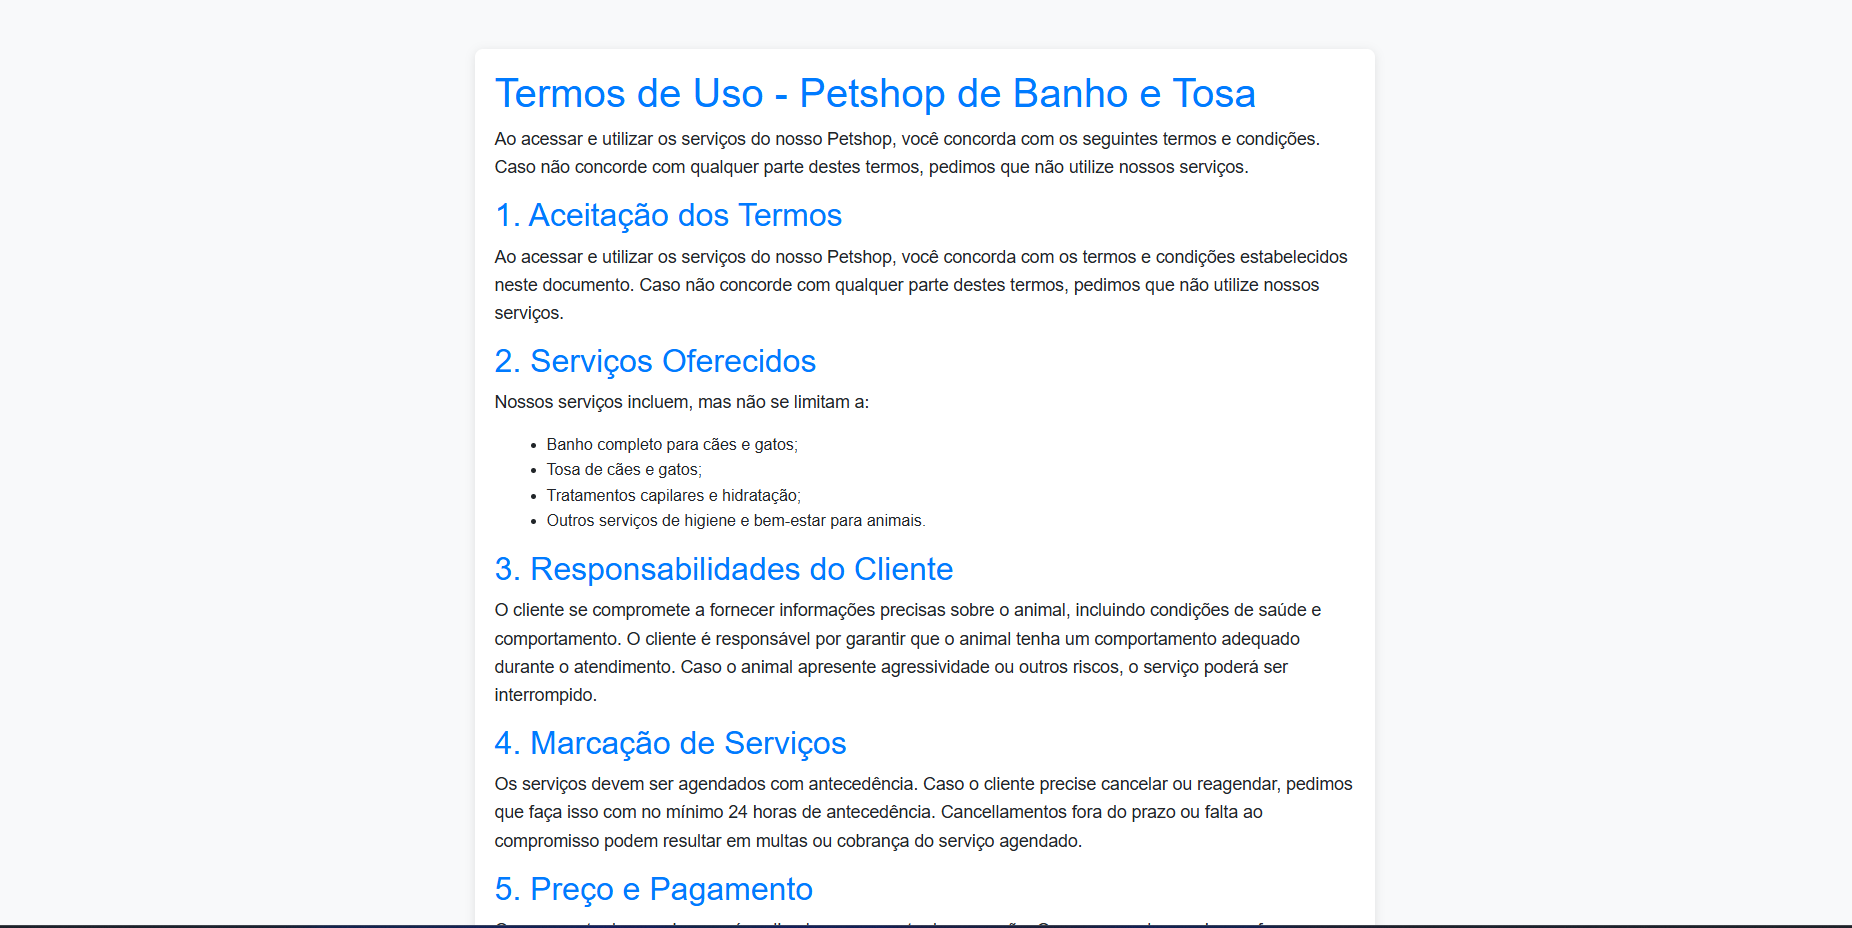 Termos de Uso - Petshop de Banho e Tosa
Ao acessar e utilizar os serviços do nosso Petshop, você concorda com os seguintes termos e condições.
Caso não concorde com qualquer parte destes termos, pedimos que não utilize nossos serviços.
1. Aceitação dos Termos
Ao acessar e utilizar os serviços do nosso Petshop, você concorda com os termos e condições estabelecidos
neste documento. Caso não concorde com qualquer parte destes termos, pedimos que não utilize nossos
serviços.
2. Serviços Oferecidos
Nossos serviços incluem, mas não se limitam a:
• Banho completo para cães e gatos;
• Tosa de cães e gatos;
• Tratamentos capilares e hidratação;
• Outros serviços de higiene e bem-estar para animais.
3. Responsabilidades do Cliente
O cliente se compromete a fornecer informações precisas sobre o animal, incluindo condições de saúde e
comportamento. O cliente é responsável por garantir que o animal tenha um comportamento adequado
durante o atendimento. Caso o animal apresente agressividade ou outros riscos, o serviço poderá ser
interrompido.
4. Marcação de Serviços
Os serviços devem ser agendados com antecedência. Caso o cliente precise cancelar ou reagendar, pedimos
que faça isso com no mínimo 24 horas de antecedência. Cancellamentos fora do prazo ou falta ao
compromisso podem resultar em multas ou cobrança do serviço agendado.
5. Preço e Pagamento